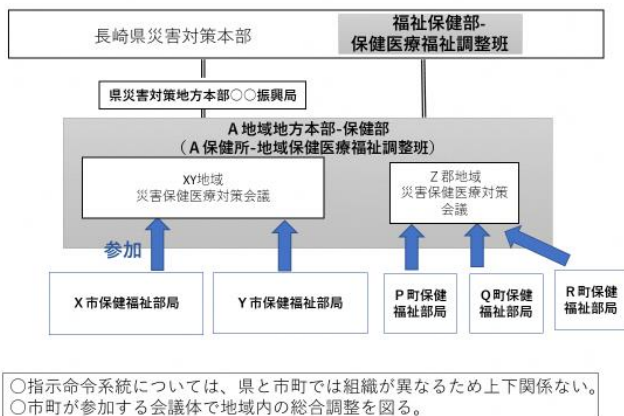 長崎県災害対策本部
福祉保健部-
保健医療福祉調整班
県災害対策地方本部○○振興局
A地域地方本部-保健部
（A保健所-地域保健医療福祉調整班）
XY地域
災害保健医療対策会議
Z郡地域
災害保健医療対策
会議
参加
X市保健福祉部局
Y市保健福祉部局
P町保健
福祉部局
Q町保健
福祉部局
R町保健
福祉部局
○指示命令系統については、県と市町では組織が異なるため上下関係ない。
○市町が参加する会議体で地域内の総合調整を図る。